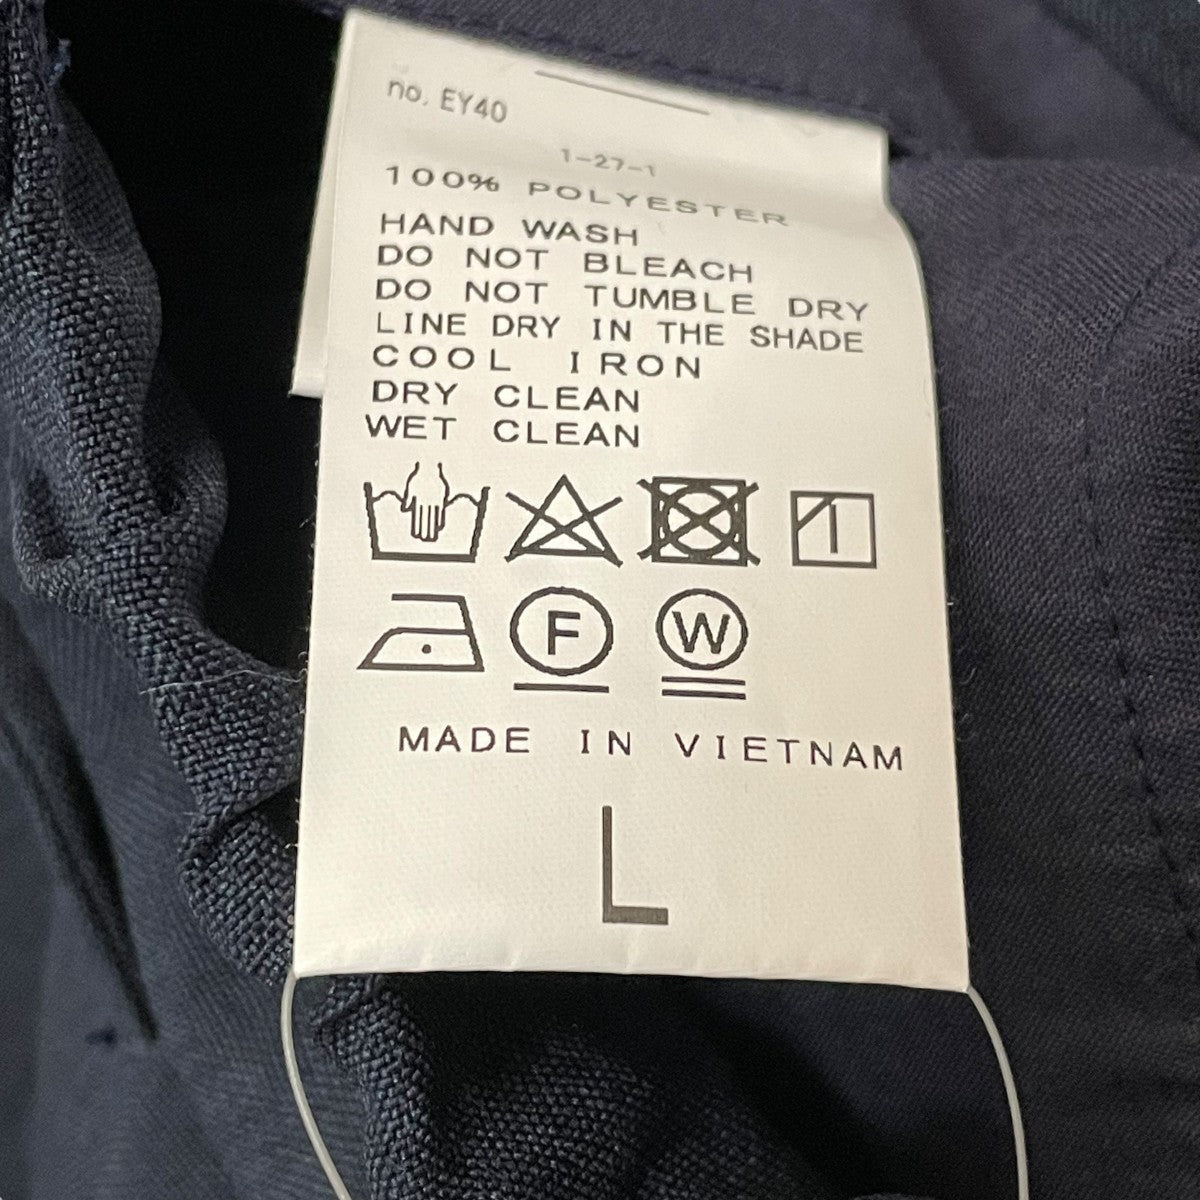 no. EY40
1-27-1
100% POLYESTER
HAND WASH
DO NOT BLEACH
DO NOT TUMBLE DRY
LINE DRY IN THE SHADE
COOL IRON
DRY CLEAN
WET CLEAN
F W
MADE IN VIETNAM
L